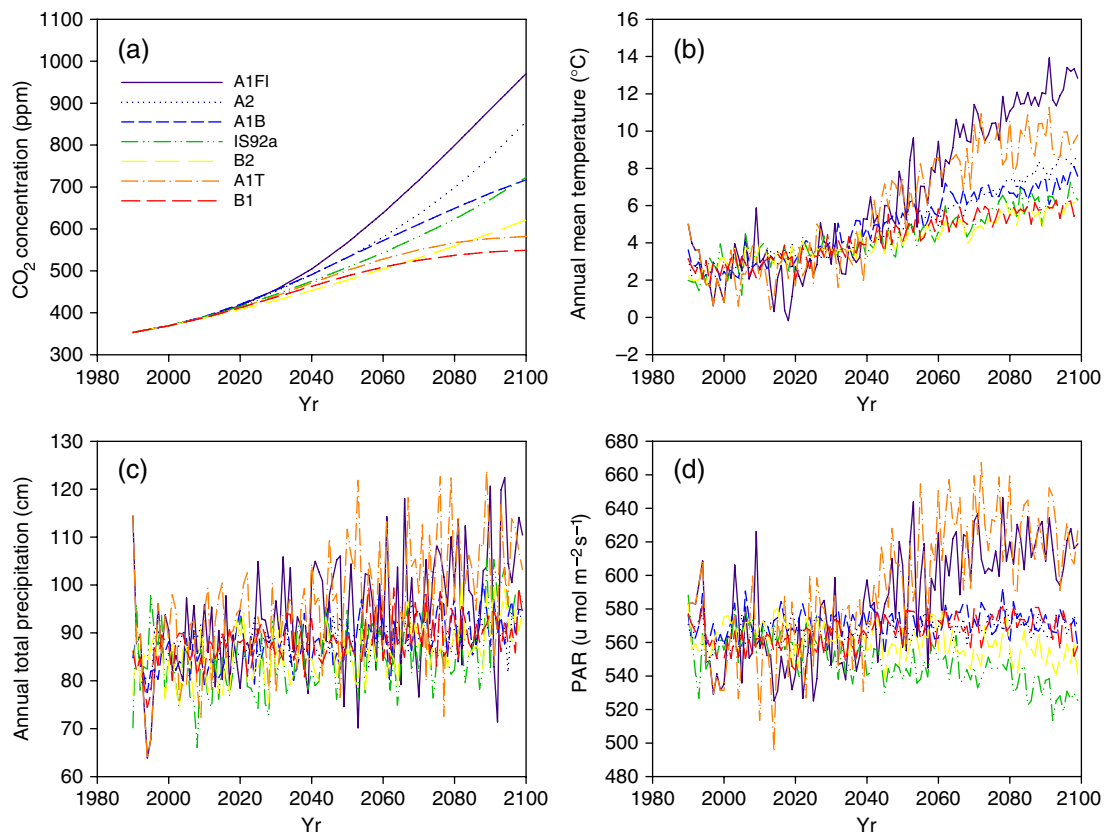 (a)
CO2 concentration (ppm)
1100
1000
900
800
700
600
500
400
300
A1FI
A2
A1B
IS92a
B2
A1T
B1
1980 2000 2020 2040 2060 2080 2100
Yr
(b)
Annual mean temperature (°C)
16
14
12
10
8
6
4
2
0
−2
1980 2000 2020 2040 2060 2080 2100
Yr
(c)
Annual total precipitation (cm)
130
120
110
100
90
80
70
60
1980 2000 2020 2040 2060 2080 2100
Yr
(d)
PAR (u mol m−2 s−1)
680
660
640
620
600
580
560
540
520
500
480
1980 2000 2020 2040 2060 2080 2100
Yr